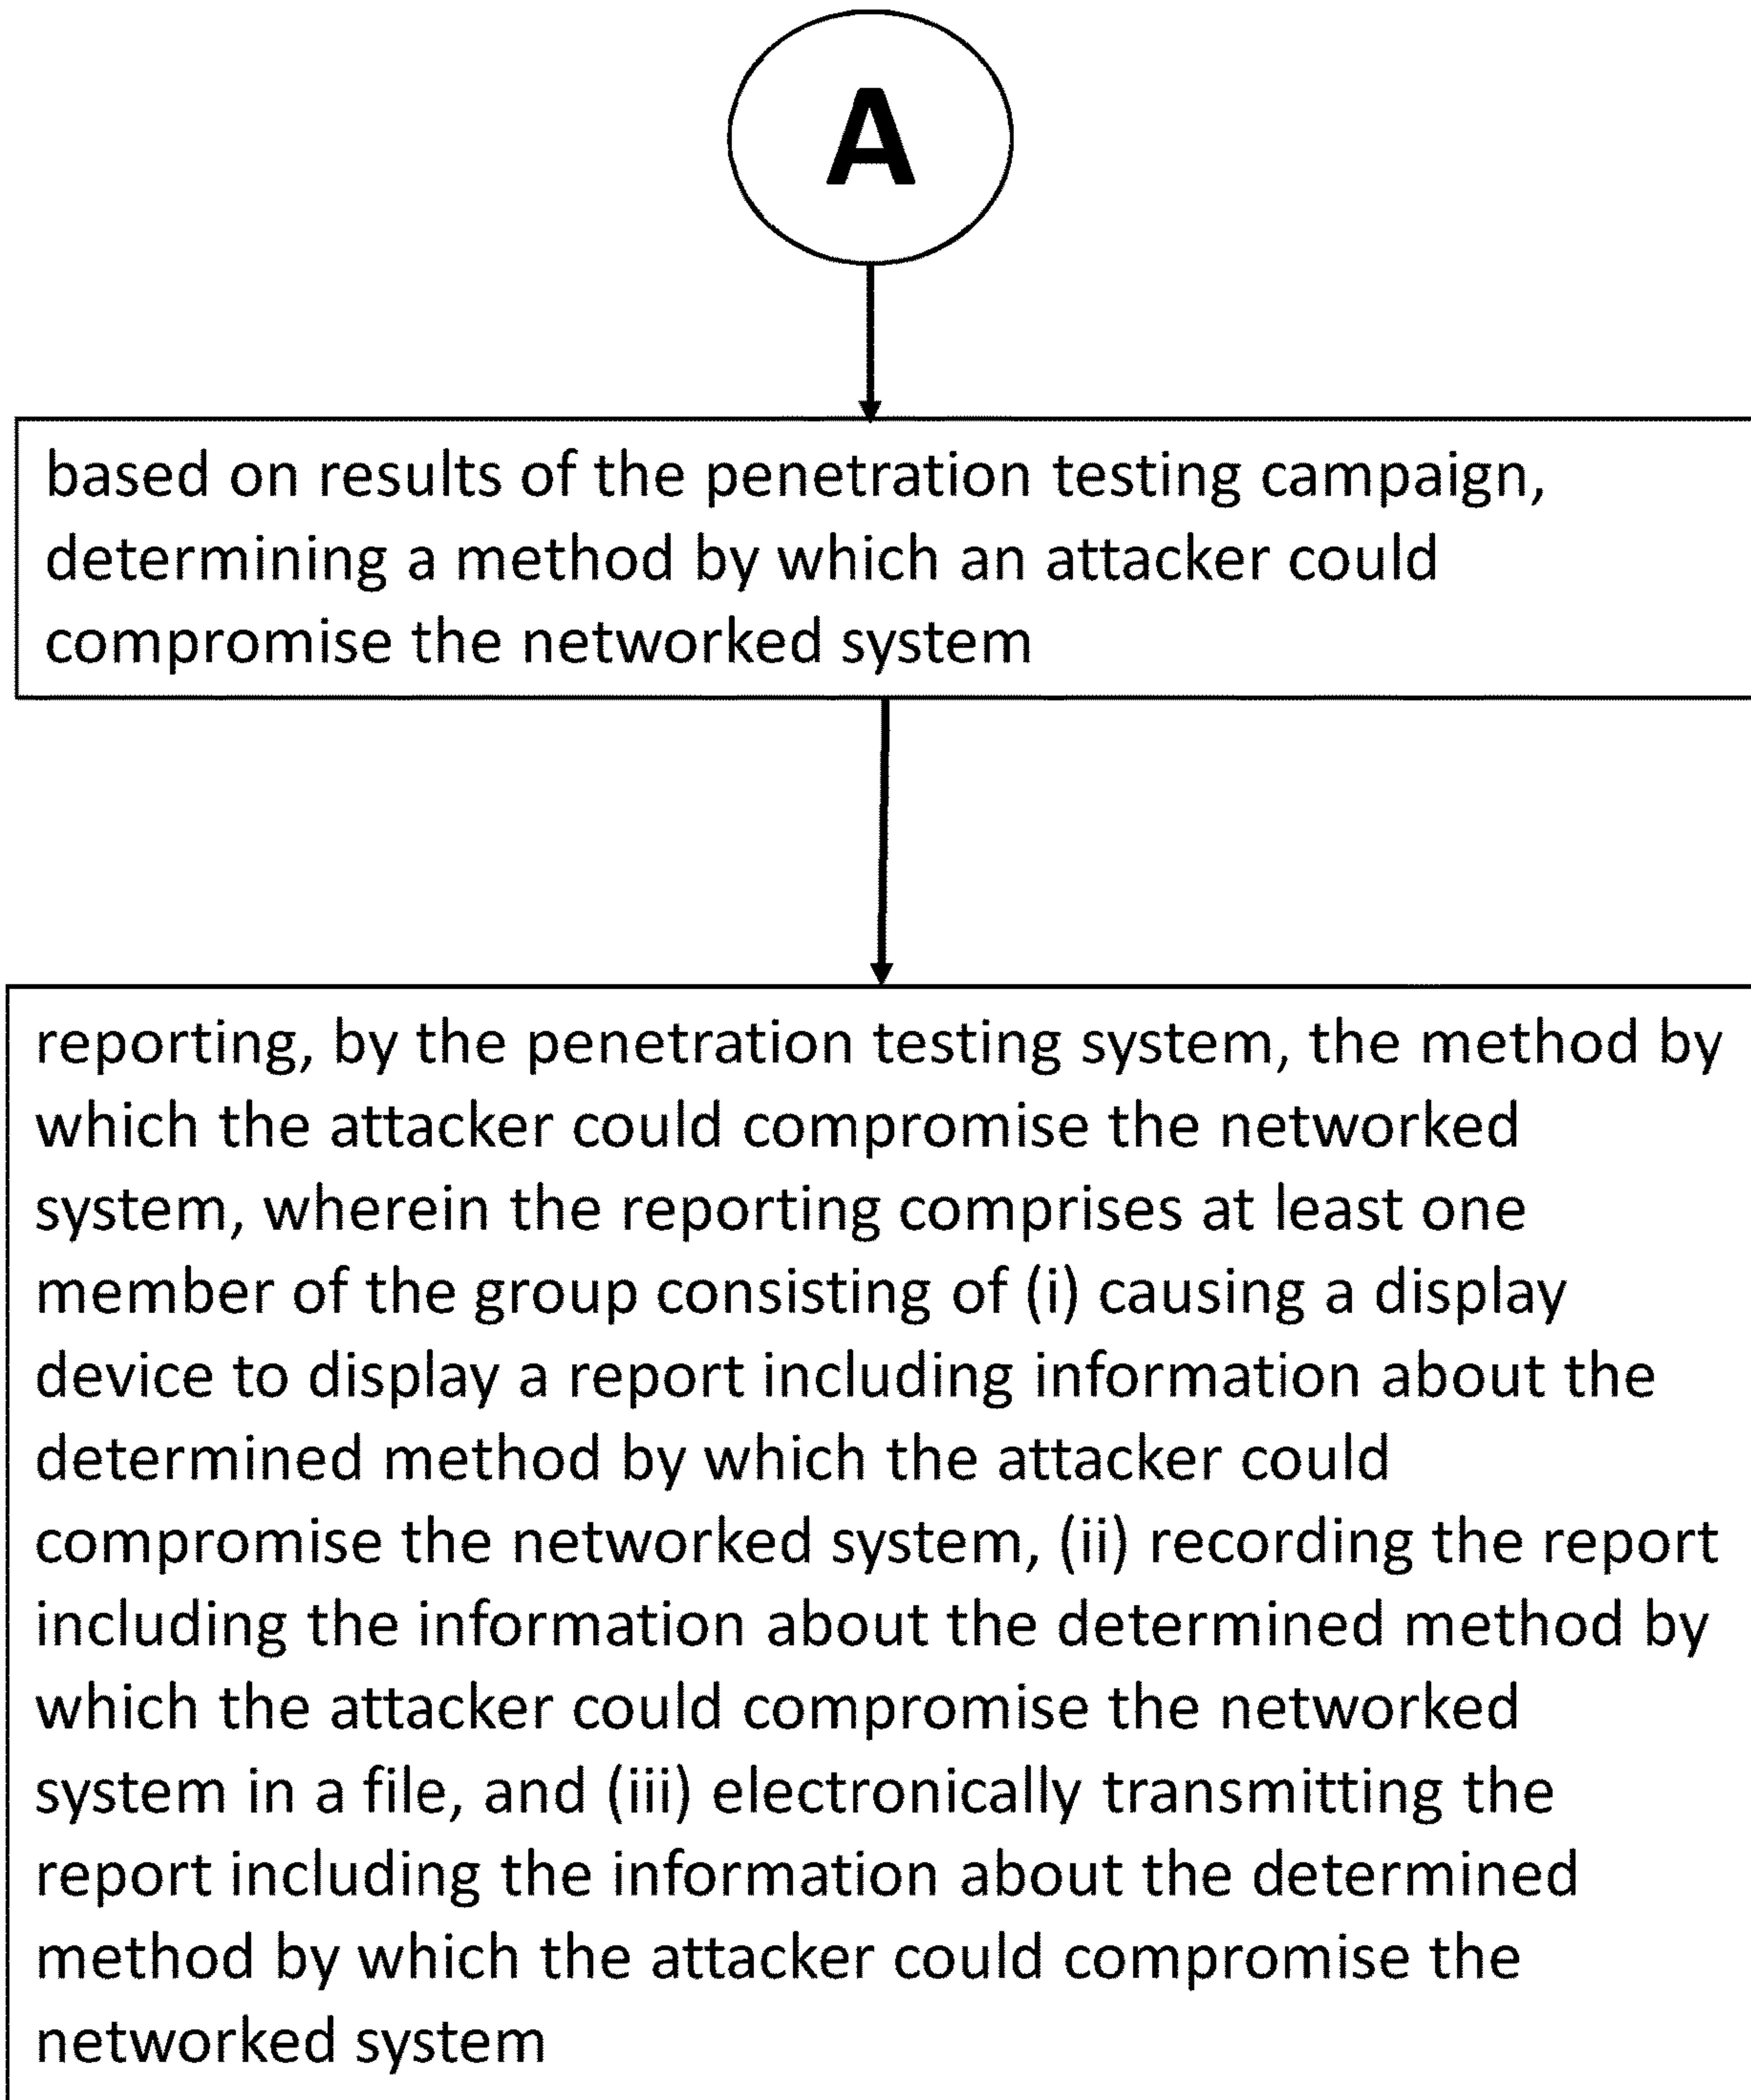 A
based on results of the penetration testing campaign,
determining a method by which an attacker could
compromise the networked system
reporting, by the penetration testing system, the method by
which the attacker could compromise the networked
system, wherein the reporting comprises at least one
member of the group consisting of (i) causing a display
device to display a report including information about the
determined method by which the attacker could
compromise the networked system, (ii) recording the report
including the information about the determined method by
which the attacker could compromise the networked
system in a file, and (iii) electronically transmitting the
report including the information about the determined
method by which the attacker could compromise the
networked system